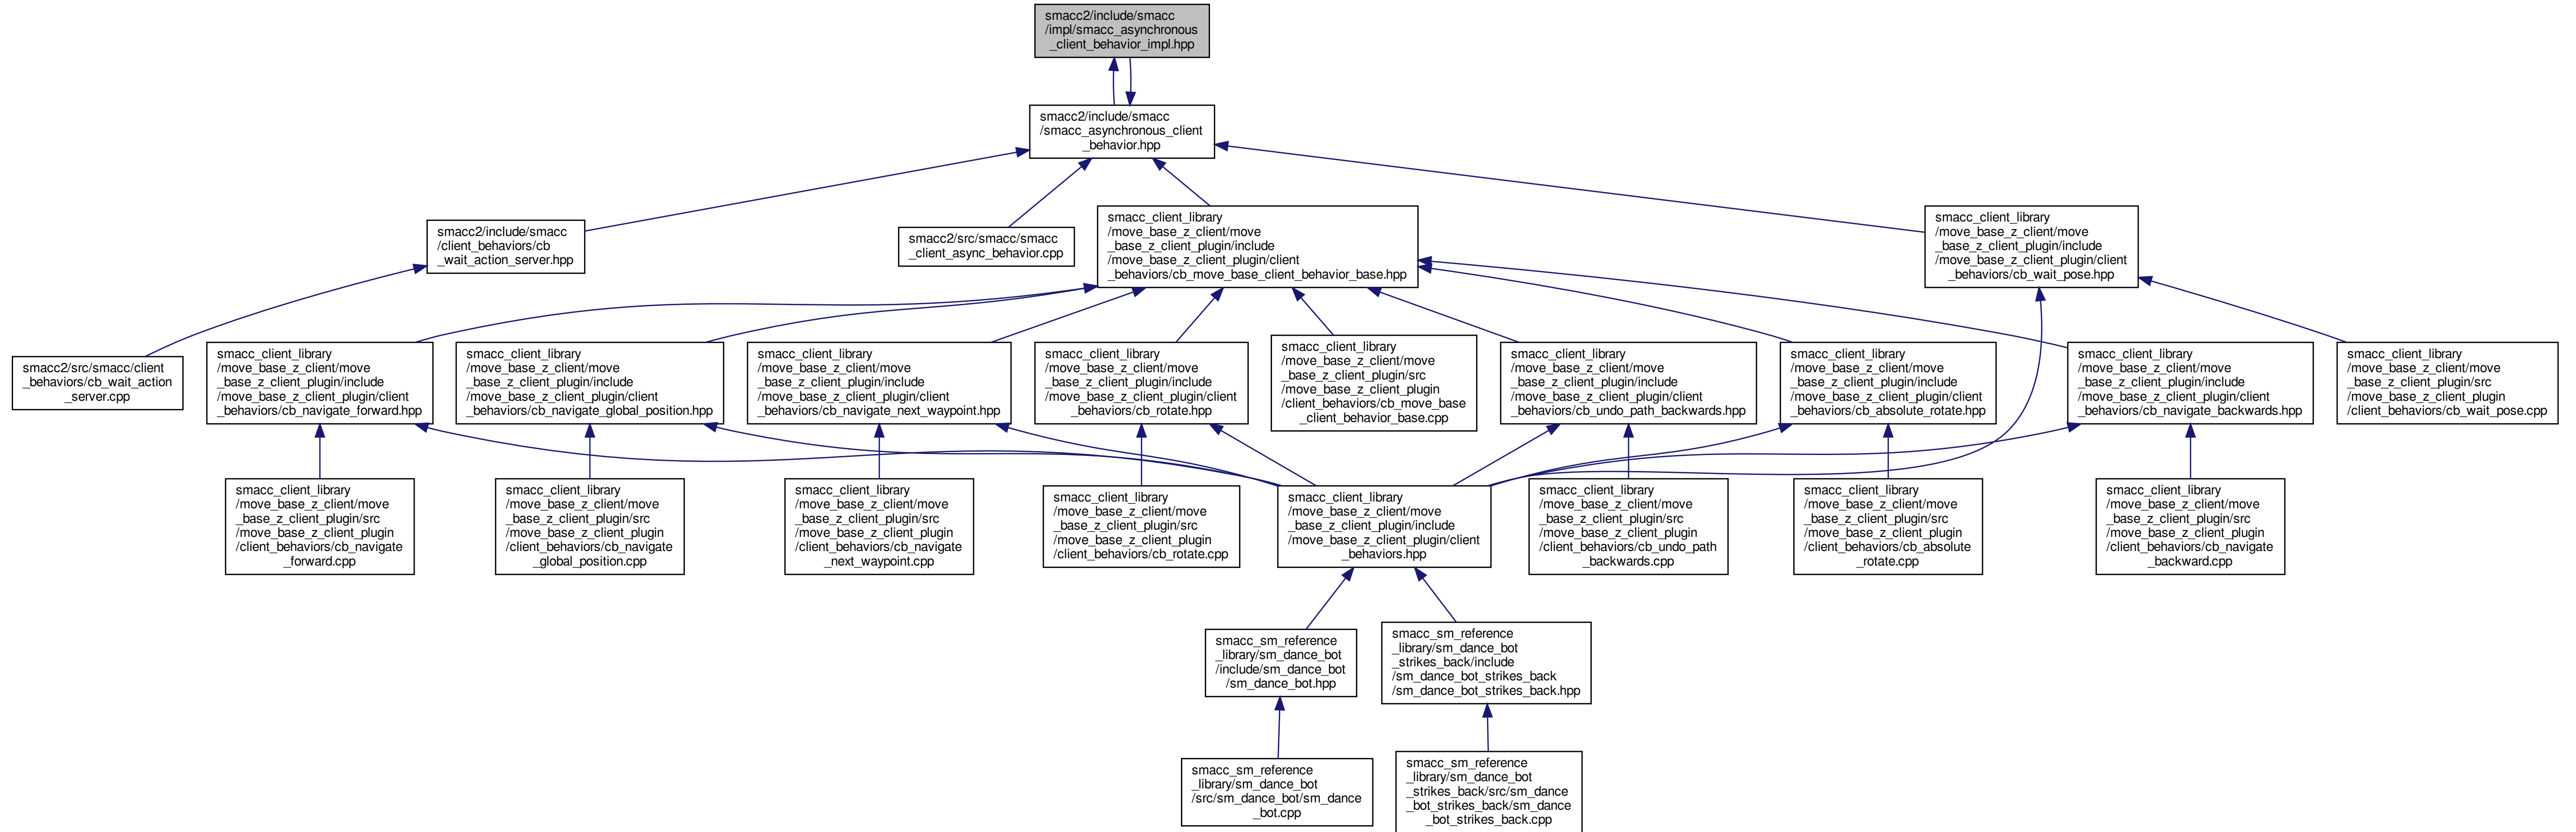 smacc2/include/smacc
/impl/smacc_asynchronous
_client_behavior_impl.hpp
smacc2/include/smacc
/smacc_asynchronous_client
_behavior.hpp
smacc2/include/smacc
/client_behaviors/cb
_wait_action_server.hpp
smacc2/src/smacc/smacc
_client_async_behavior.cpp
smacc_client_library
/move_base_z_client/move
_base_z_client_plugin/include
/move_base_z_client_plugin/client
_behaviors/cb_move_base_client_behavior_base.hpp
smacc_client_library
/move_base_z_client/move
_base_z_client_plugin/include
/move_base_z_client_plugin/client
_behaviors/cb_wait_pose.hpp
smacc2/src/smacc/client
_behaviors/cb_wait_action
_server.cpp
smacc_client_library
/move_base_z_client/move
_base_z_client_plugin/include
/move_base_z_client_plugin/client
_behaviors/cb_navigate_forward.hpp
smacc_client_library
/move_base_z_client/move
_base_z_client_plugin/include
/move_base_z_client_plugin/client
_behaviors/cb_navigate_global_position.hpp
smacc_client_library
/move_base_z_client/move
_base_z_client_plugin/include
/move_base_z_client_plugin/client
_behaviors/cb_navigate_next_waypoint.hpp
smacc_client_library
/move_base_z_client/move
_base_z_client_plugin/include
/move_base_z_client_plugin/client
_behaviors/cb_rotate.hpp
smacc_client_library
/move_base_z_client/move
_base_z_client_plugin/src
/move_base_z_client_plugin
/client_behaviors/cb_move_base
_client_behavior_base.cpp
smacc_client_library
/move_base_z_client/move
_base_z_client_plugin/include
/move_base_z_client_plugin/client
_behaviors/cb_undo_path_backwards.hpp
smacc_client_library
/move_base_z_client/move
_base_z_client_plugin/include
/move_base_z_client_plugin/client
_behaviors/cb_absolute_rotate.hpp
smacc_client_library
/move_base_z_client/move
_base_z_client_plugin/include
/move_base_z_client_plugin/client
_behaviors/cb_navigate_backwards.hpp
smacc_client_library
/move_base_z_client/move
_base_z_client_plugin/src
/move_base_z_client_plugin
/client_behaviors/cb_wait_pose.cpp
smacc_client_library
/move_base_z_client/move
_base_z_client_plugin/src
/move_base_z_client_plugin
/client_behaviors/cb_navigate
_forward.cpp
smacc_client_library
/move_base_z_client/move
_base_z_client_plugin/src
/move_base_z_client_plugin
/client_behaviors/cb_navigate
_global_position.cpp
smacc_client_library
/move_base_z_client/move
_base_z_client_plugin/src
/move_base_z_client_plugin
/client_behaviors/cb_navigate
_next_waypoint.cpp
smacc_client_library
/move_base_z_client/move
_base_z_client_plugin/src
/move_base_z_client_plugin
/client_behaviors/cb_rotate.cpp
smacc_client_library
/move_base_z_client/move
_base_z_client_plugin/include
/move_base_z_client_plugin/client
_behaviors.hpp
smacc_client_library
/move_base_z_client/move
_base_z_client_plugin/src
/move_base_z_client_plugin
/client_behaviors/cb_undo_path
_backwards.cpp
smacc_client_library
/move_base_z_client/move
_base_z_client_plugin/src
/move_base_z_client_plugin
/client_behaviors/cb_absolute
_rotate.cpp
smacc_client_library
/move_base_z_client/move
_base_z_client_plugin/src
/move_base_z_client_plugin
/client_behaviors/cb_navigate
_backward.cpp
smacc_sm_reference
_library/sm_dance_bot
/include/sm_dance_bot
/sm_dance_bot.hpp
smacc_sm_reference
_library/sm_dance_bot
_strikes_back/include
/sm_dance_bot_strikes_back
/sm_dance_bot_strikes_back.hpp
smacc_sm_reference
_library/sm_dance_bot
/src/sm_dance_bot/sm_dance
_bot.cpp
smacc_sm_reference
_library/sm_dance_bot
_strikes_back/src/sm_dance
_bot_strikes_back/sm_dance
_bot_strikes_back.cpp